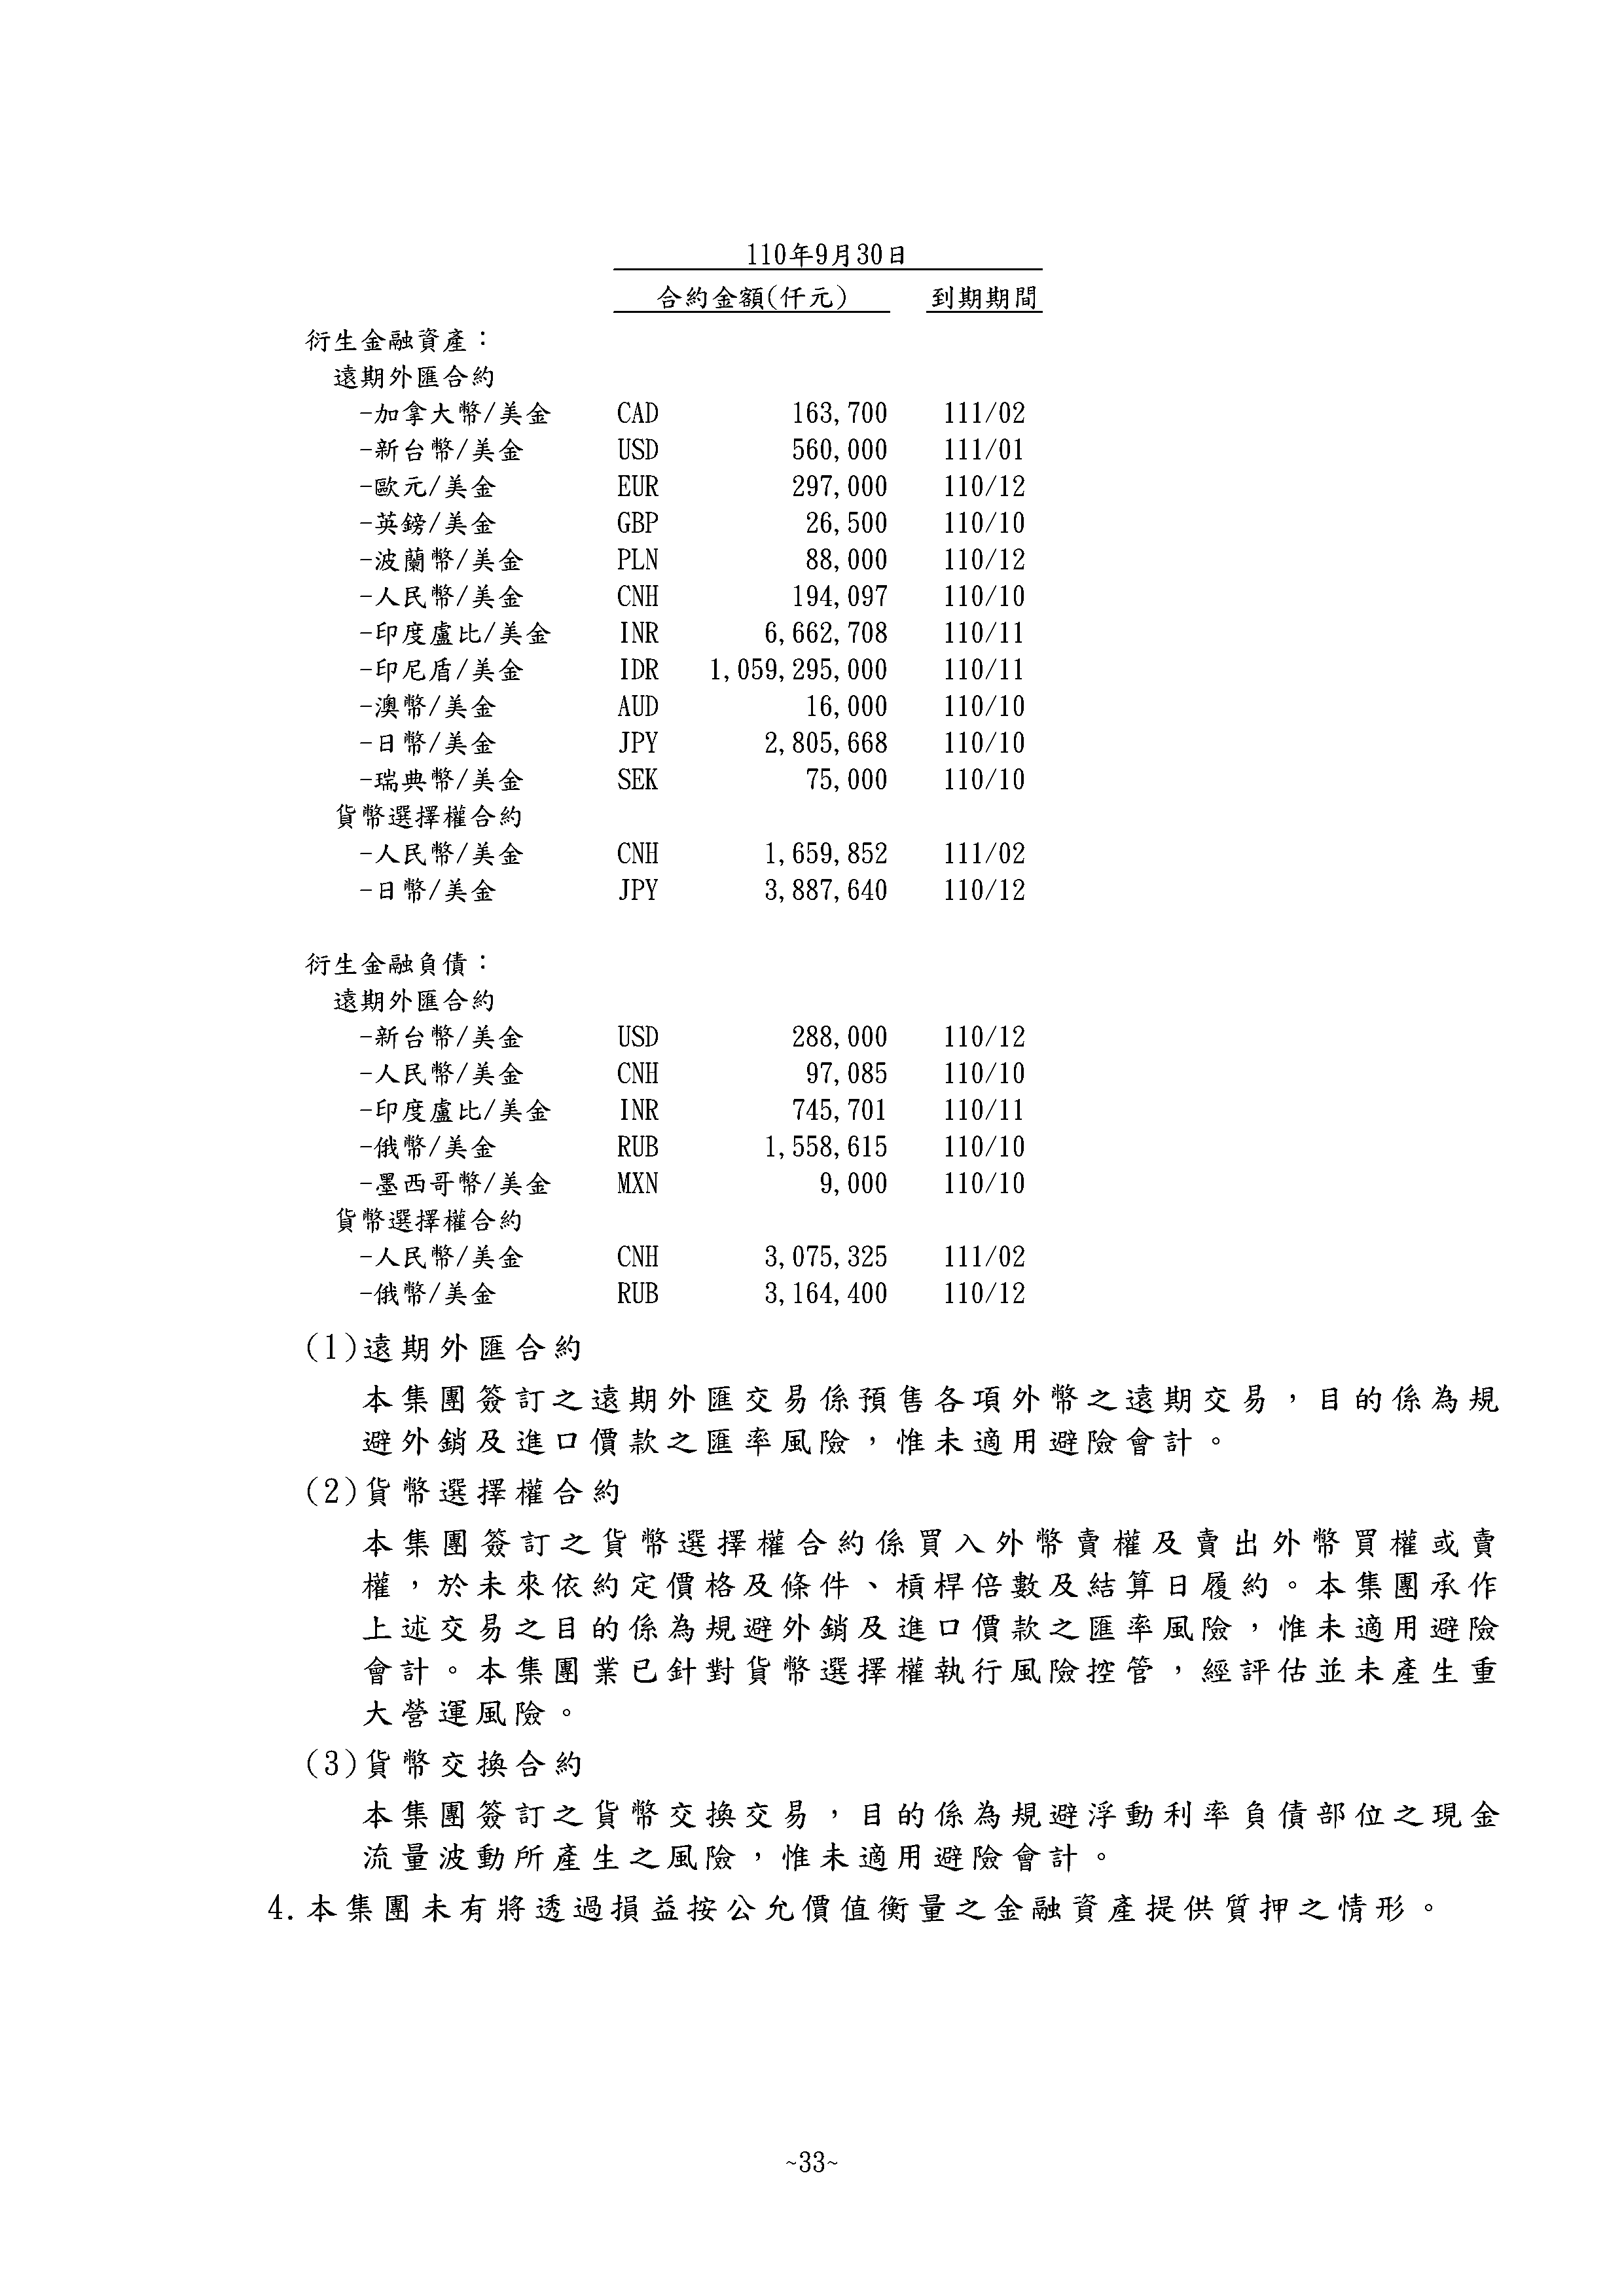 110年9月30日
合約金額(仟元) 到期期間
衍生金融資產：
遠期外匯合約
-加拿大幣/美金 CAD 163,700 111/02
-新台幣/美金 USD 560,000 111/01
-歐元/美金 EUR 297,000 110/12
-英鎊/美金 GBP 26,500 110/10
-波蘭幣/美金 PLN 88,000 110/12
-人民幣/美金 CNH 194,097 110/10
-印度盧比/美金 INR 6,662,708 110/11
-印尼盾/美金 IDR 1,059,295,000 110/11
-澳幣/美金 AUD 16,000 110/10
-日幣/美金 JPY 2,805,668 110/10
-瑞典幣/美金 SEK 75,000 110/10
貨幣選擇權合約
-人民幣/美金 CNH 1,659,852 111/02
-日幣/美金 JPY 3,887,640 110/12
衍生金融負債：
遠期外匯合約
-新台幣/美金 USD 288,000 110/12
-人民幣/美金 CNH 97,085 110/10
-印度盧比/美金 INR 745,701 110/11
-俄幣/美金 RUB 1,558,615 110/10
-墨西哥幣/美金 MXN 9,000 110/10
貨幣選擇權合約
-人民幣/美金 CNH 3,075,325 111/02
-俄幣/美金 RUB 3,164,400 110/12
(1)遠期外匯合約
本集團簽訂之遠期外匯交易係預售各項外幣之遠期交易，目的係為規
避外銷及進口價款之匯率風險，惟未適用避險會計。
(2)貨幣選擇權合約
本集團簽訂之貨幣選擇權合約係買入外幣賣權及賣出外幣買權或賣
權，於未來依約定價格及條件、槓桿倍數及結算日履約。本集團承作
上述交易之目的係為規避外銷及進口價款之匯率風險，惟未適用避險
會計。本集團業已針對貨幣選擇權執行風險控管，經評估並未產生重
大營運風險。
(3)貨幣交換合約
本集團簽訂之貨幣交換交易，目的係為規避浮動利率負債部位之現金
流量波動所產生之風險，惟未適用避險會計。
4.本集團未有將透過損益按公允價值衡量之金融資產提供質押之情形。
~33~